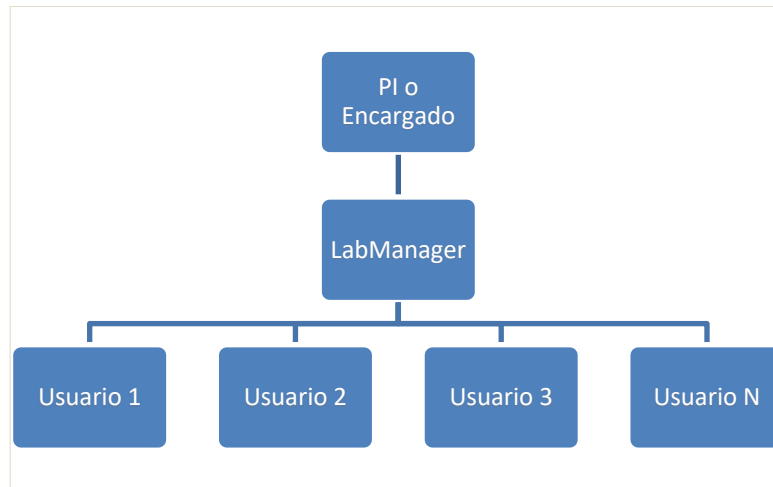 PI o
Encargado
LabManager
Usuario 1
Usuario 2
Usuario 3
Usuario N